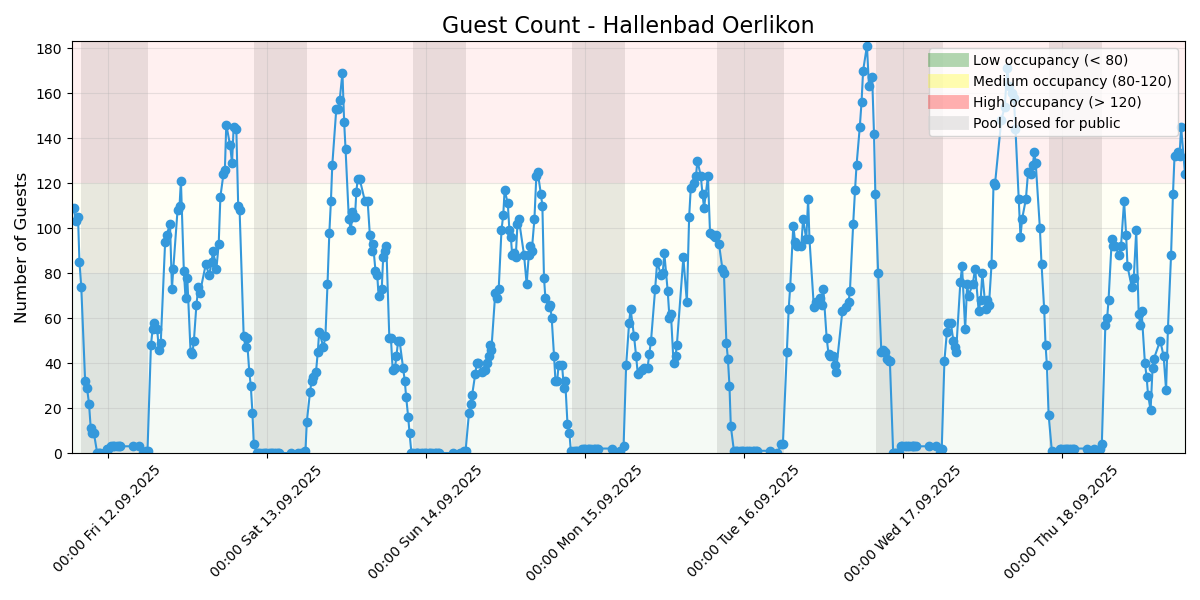 Guest Count - Hallenbad Oerlikon
Number of Guests
180
160
140
120
100
80
60
40
20
0
Low occupancy (< 80)
Medium occupancy (80-120)
High occupancy (> 120)
Pool closed for public
00:00 Fri 12.09.2025
00:00 Sat 13.09.2025
00:00 Sun 14.09.2025
00:00 Mon 15.09.2025
00:00 Tue 16.09.2025
00:00 Wed 17.09.2025
00:00 Thu 18.09.2025